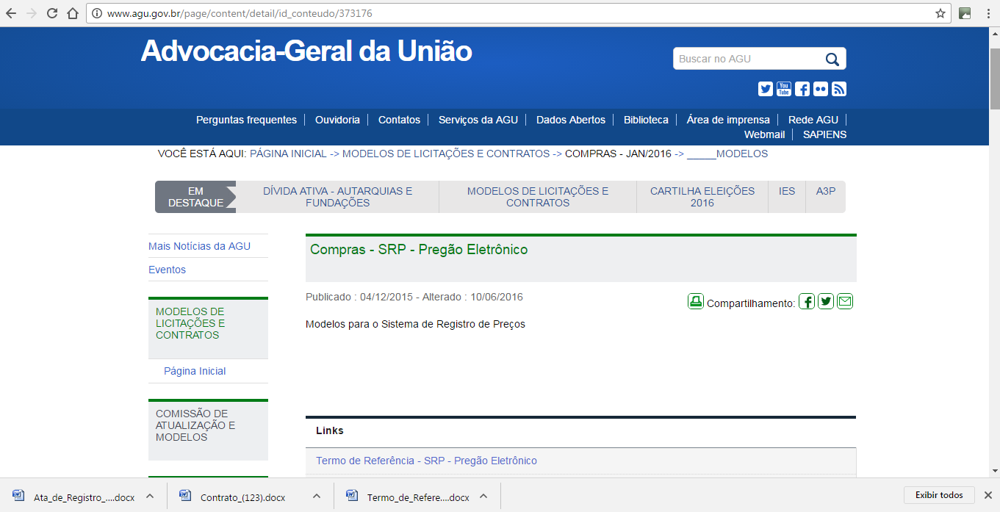 www.agu.gov.br/page/content/detail/id_conteudo/373176
Advocacia-Geral da União
Buscar no AGU
You
Tube
Perguntas frequentes
Ouvidoria
Contatos
Serviços da AGU
Dados Abertos
Biblioteca
Área de imprensa
Rede AGU
Webmail
SAPIENS
VOCÊ ESTÁ AQUI: PÁGINA INICIAL -> MODELOS DE LICITAÇÕES E CONTRATOS -> COMPRAS - JAN/2016 -> _____MODELOS
EM
DESTAQUE
DÍVIDA ATIVA - AUTARQUIAS E
FUNDAÇÕES
MODELOS DE LICITAÇÕES E
CONTRATOS
CARTILHA ELEIÇÕES
2016
IES
A3P
Mais Notícias da AGU
Eventos
MODELOS DE
LICITAÇÕES E
CONTRATOS
Página Inicial
COMISSÃO DE
ATUALIZAÇÃO E
MODELOS
Compras - SRP - Pregão Eletrônico
Publicado : 04/12/2015 - Alterado : 10/06/2016
Compartilhamento:
Modelos para o Sistema de Registro de Preços
Links
Termo de Referência - SRP - Pregão Eletrônico
Ata_de_Registro_....docx
Contrato_(123).docx
Termo_de_Refere....docx
Exibir todos